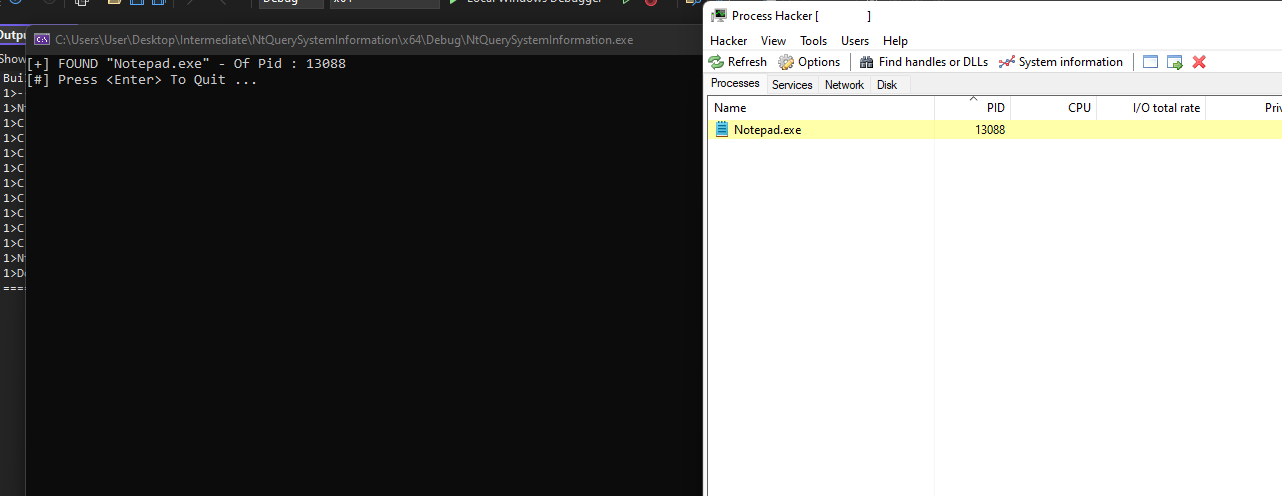 Debug
x64
Local Windows Debugger
Outpu
Show
Bui
1>-
1>Nt
1>C
1>C
1>C
1>C
1>C
1>C
1>C
1>C
1>C
1>Nt
1>Do
====
C:\Users\User\Desktop\Intermediate\NtQuerySystemInformation\x64\Debug\NtQuerySystemInformation.exe
[+] FOUND "Notepad.exe" - Of Pid : 13088
[#] Press <Enter> To Quit ...
Process Hacker [ ]
Hacker View Tools Users Help
Refresh Options Find handles or DLLs System information
Processes Services Network Disk
Name PID CPU I/O total rate Priv
Notepad.exe 13088